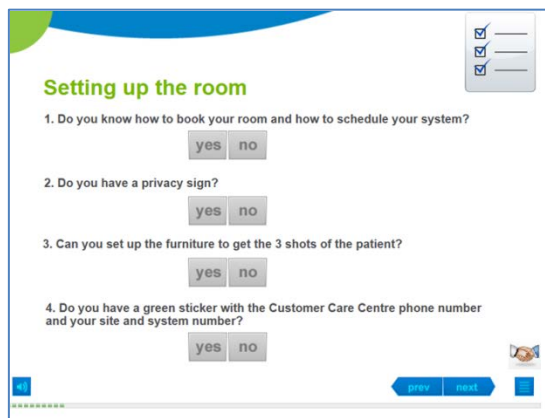 Setting up the room
1. Do you know how to book your room and how to schedule your system?
yes no
2. Do you have a privacy sign?
yes no
3. Can you set up the furniture to get the 3 shots of the patient?
yes no
4. Do you have a green sticker with the Customer Care Centre phone number
and your site and system number?
yes no
prev next